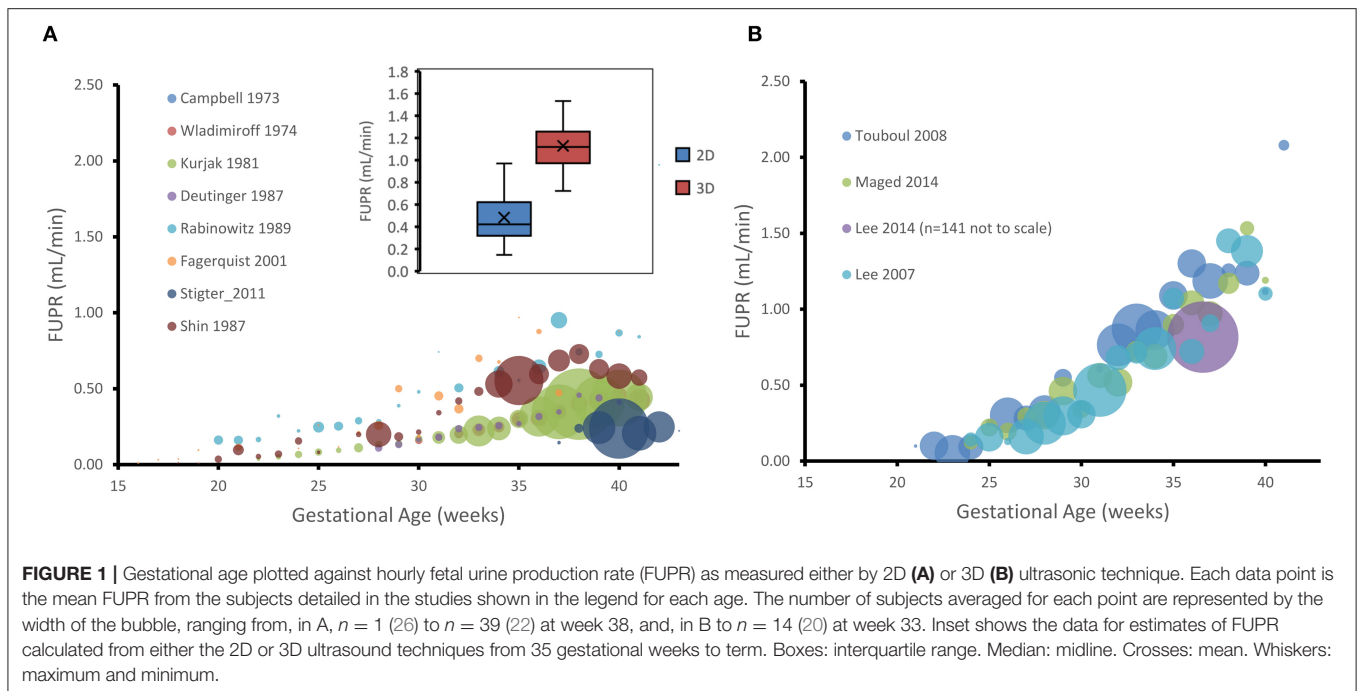 A
2.50
2.00
1.50
1.00
0.50
0.00
FUPR (mL/min)
15 20 25 30 35 40
Gestational Age (weeks)
Campbell 1973
Wladimiroff 1974
Kurjak 1981
Deutinger 1987
Rabinowitz 1989
Fagerquist 2001
Stigter_2011
Shin 1987
1.8
1.6
1.4
1.2
1.0
0.8
0.6
0.4
0.2
0.0
FUPR (mL/min)
2D
3D
B
2.50
2.00
1.50
1.00
0.50
0.00
FUPR (mL/min)
15 20 25 30 35 40
Gestational Age (weeks)
Touboul 2008
Maged 2014
Lee 2014 (n=141 not to scale)
Lee 2007
FIGURE 1 | Gestational age plotted against hourly fetal urine production rate (FUPR) as measured either by 2D (A) or 3D (B) ultrasonic technique. Each data point is
the mean FUPR from the subjects detailed in the studies shown in the legend for each age. The number of subjects averaged for each point are represented by the
width of the bubble, ranging from, in A, n = 1 (26) to n = 39 (22) at week 38, and, in B to n = 14 (20) at week 33. Inset shows the data for estimates of FUPR
calculated from either the 2D or 3D ultrasound techniques from 35 gestational weeks to term. Boxes: interquartile range. Median: midline. Crosses: mean. Whiskers:
maximum and minimum.